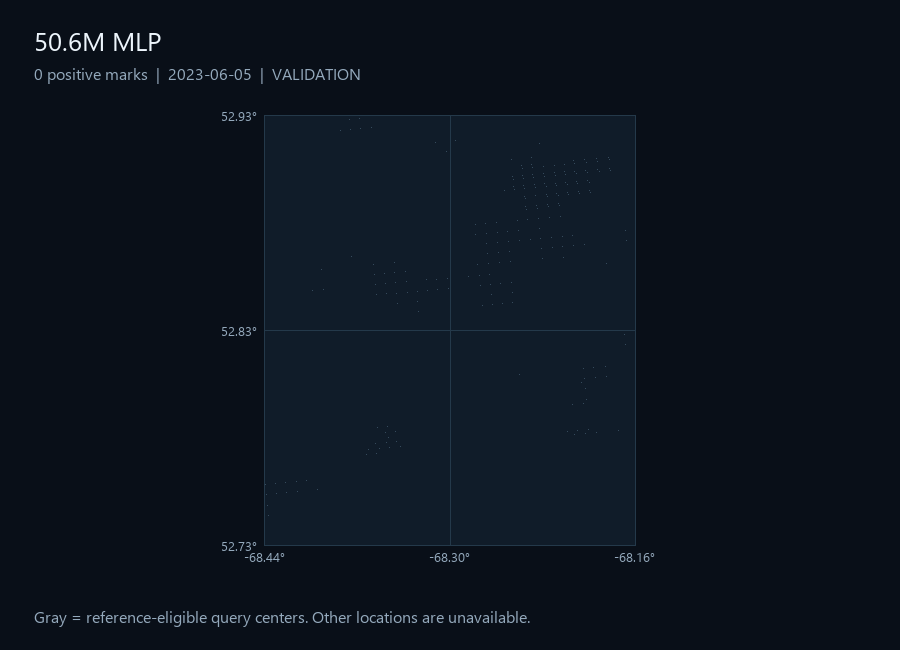 50.6M MLP
0 positive marks | 2023-06-05 | VALIDATION
52.93°
52.83°
52.73°
-68.44°
-68.30°
-68.16°
Gray = reference-eligible query centers. Other locations are unavailable.